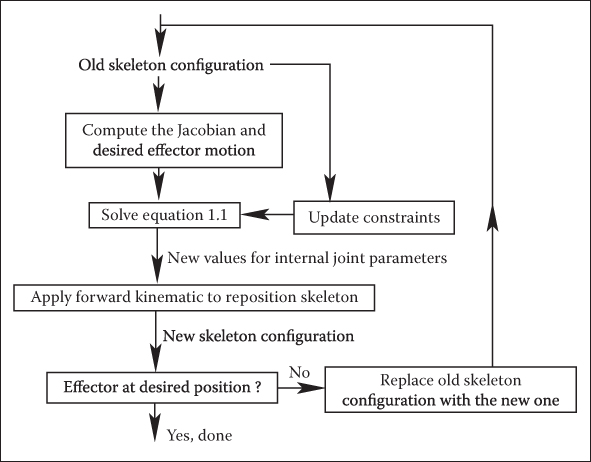 Old skeleton configuration
Compute the Jacobian and
desired effector motion
Solve equation 1.1
Update constraints
New values for internal joint parameters
Apply forward kinematic to reposition skeleton
New skeleton configuration
Effector at desired position ?
No
Replace old skeleton
configuration with the new one
Yes, done